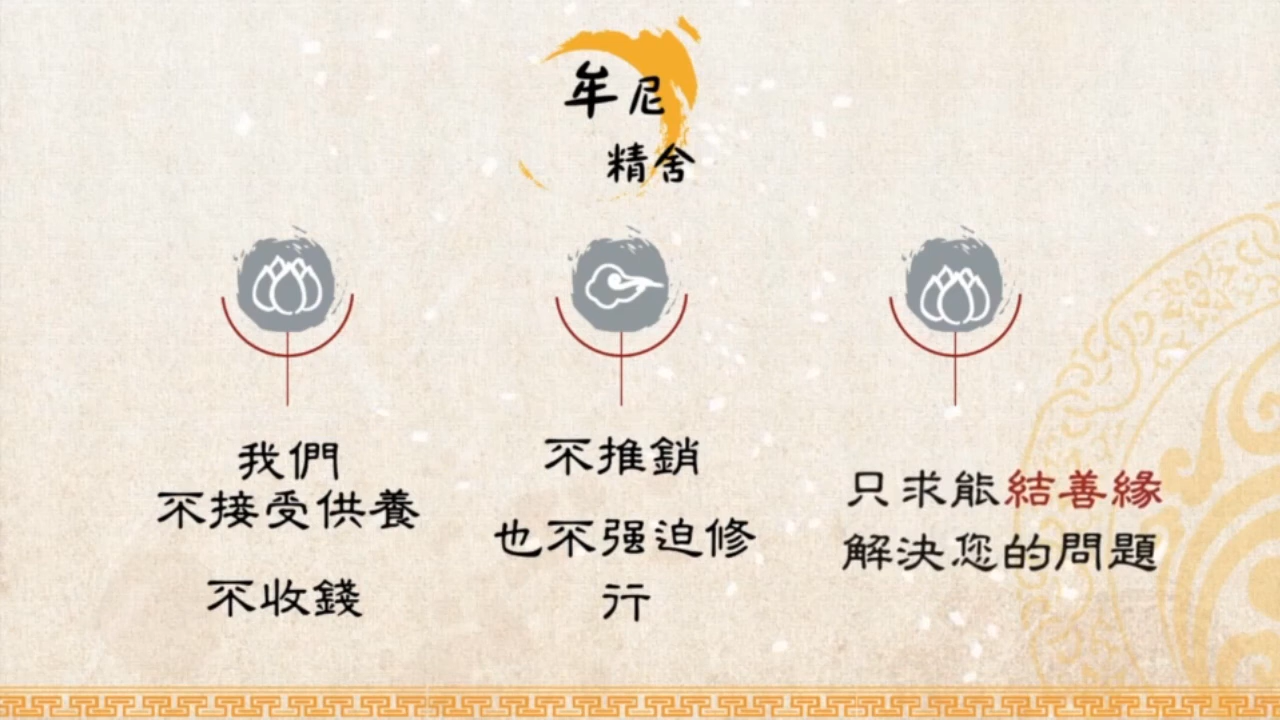 牟尼
精舍
我們
不接受供養
不收錢
不推銷
也不强迫修
行
只求能結善緣
解決您的問題